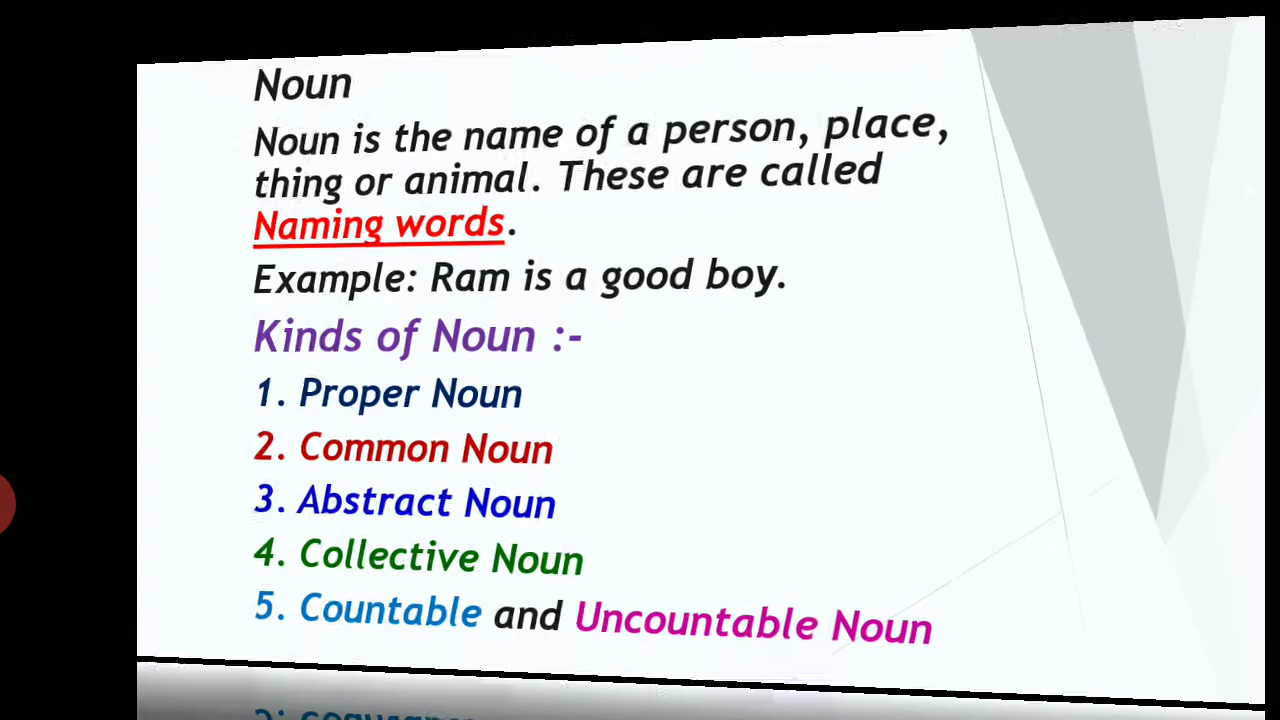 Noun
Noun is the name of a person, place,
thing or animal. These are called
Naming words.
Example: Ram is a good boy.
Kinds of Noun :-
1. Proper Noun
2. Common Noun
3. Abstract Noun
4. Collective Noun
5. Countable and Uncountable Noun